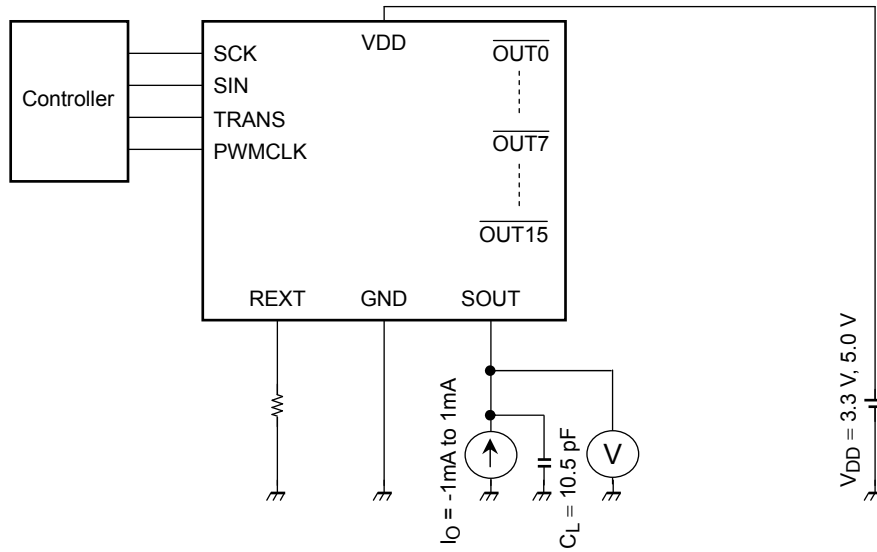 Controller
SCK
SIN
TRANS
PWMCLK
VDD
OUT0
OUT7
OUT15
REXT
GND
SOUT
IO = -1mA to 1mA
CL = 10.5 pF
V
VDD = 3.3 V, 5.0 V